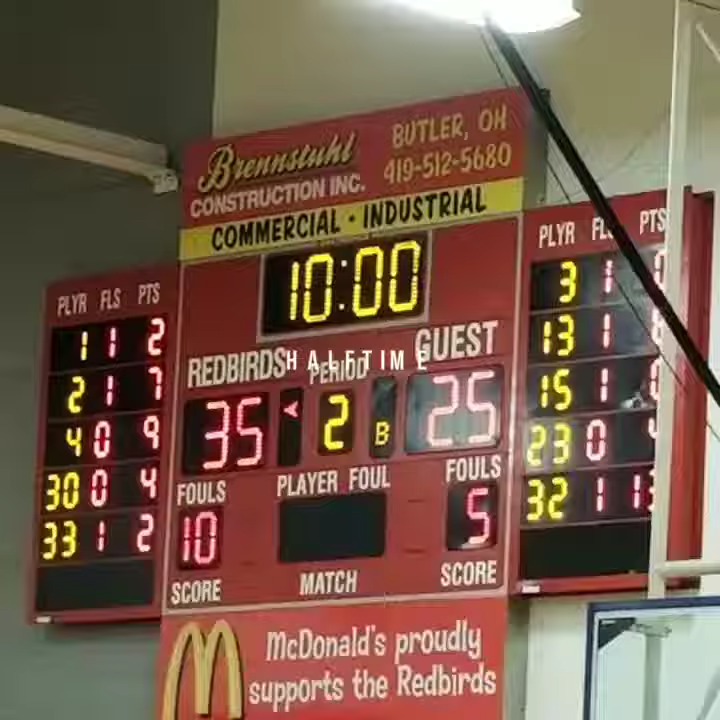 Brennstuhl
CONSTRUCTION INC.
BUTLER, OH
419-512-5680
COMMERCIAL · INDUSTRIAL
10:00
REDBIRDS
HALFTIME
PERIOD
GUEST
35
2
B
25
FOULS
PLAYER FOUL
FOULS
10
5
SCORE
MATCH
SCORE
PLYR FLS PTS
1 1 2
2 1 7
4 0 9
30 0 4
33 1 2
PLYR FLS PTS
3 1
13 1
15 1
23 0
32 1
McDonald's proudly
supports the Redbirds